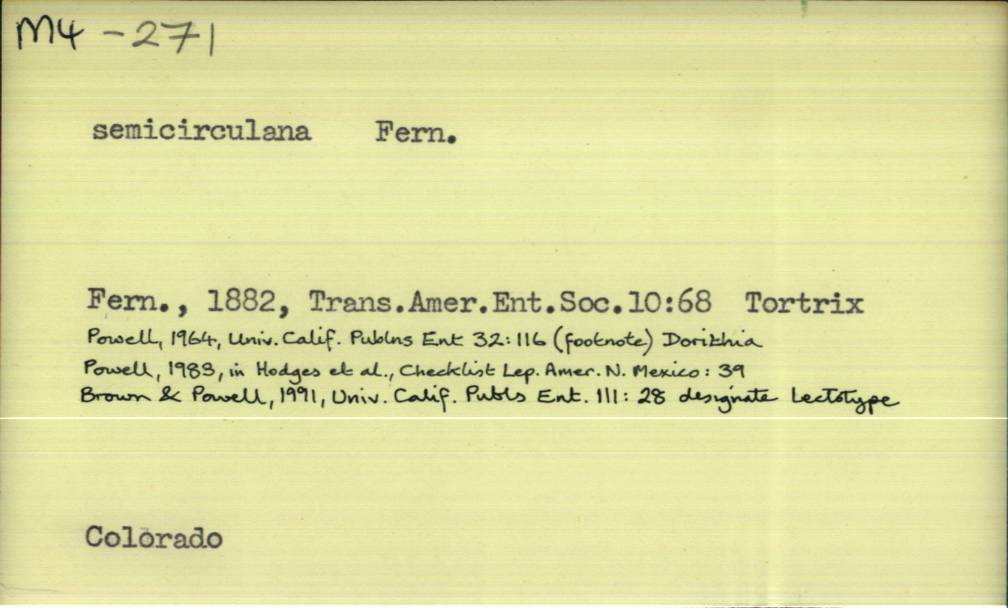 M4 - 271
semicirculana Fern.
Fern., 1882, Trans.Amer.Ent.Soc.10:68 Tortrix
Powell, 1964, Univ. Calif. Publns Ent 32:116 (footnote) Dorithia
Powell, 1983, in Hodges et al., Checklist Lep. Amer. N. Mexico: 39
Brown & Powell, 1991, Univ. Calif. Publs Ent. 111: 28 designate Lectotype
Colorado